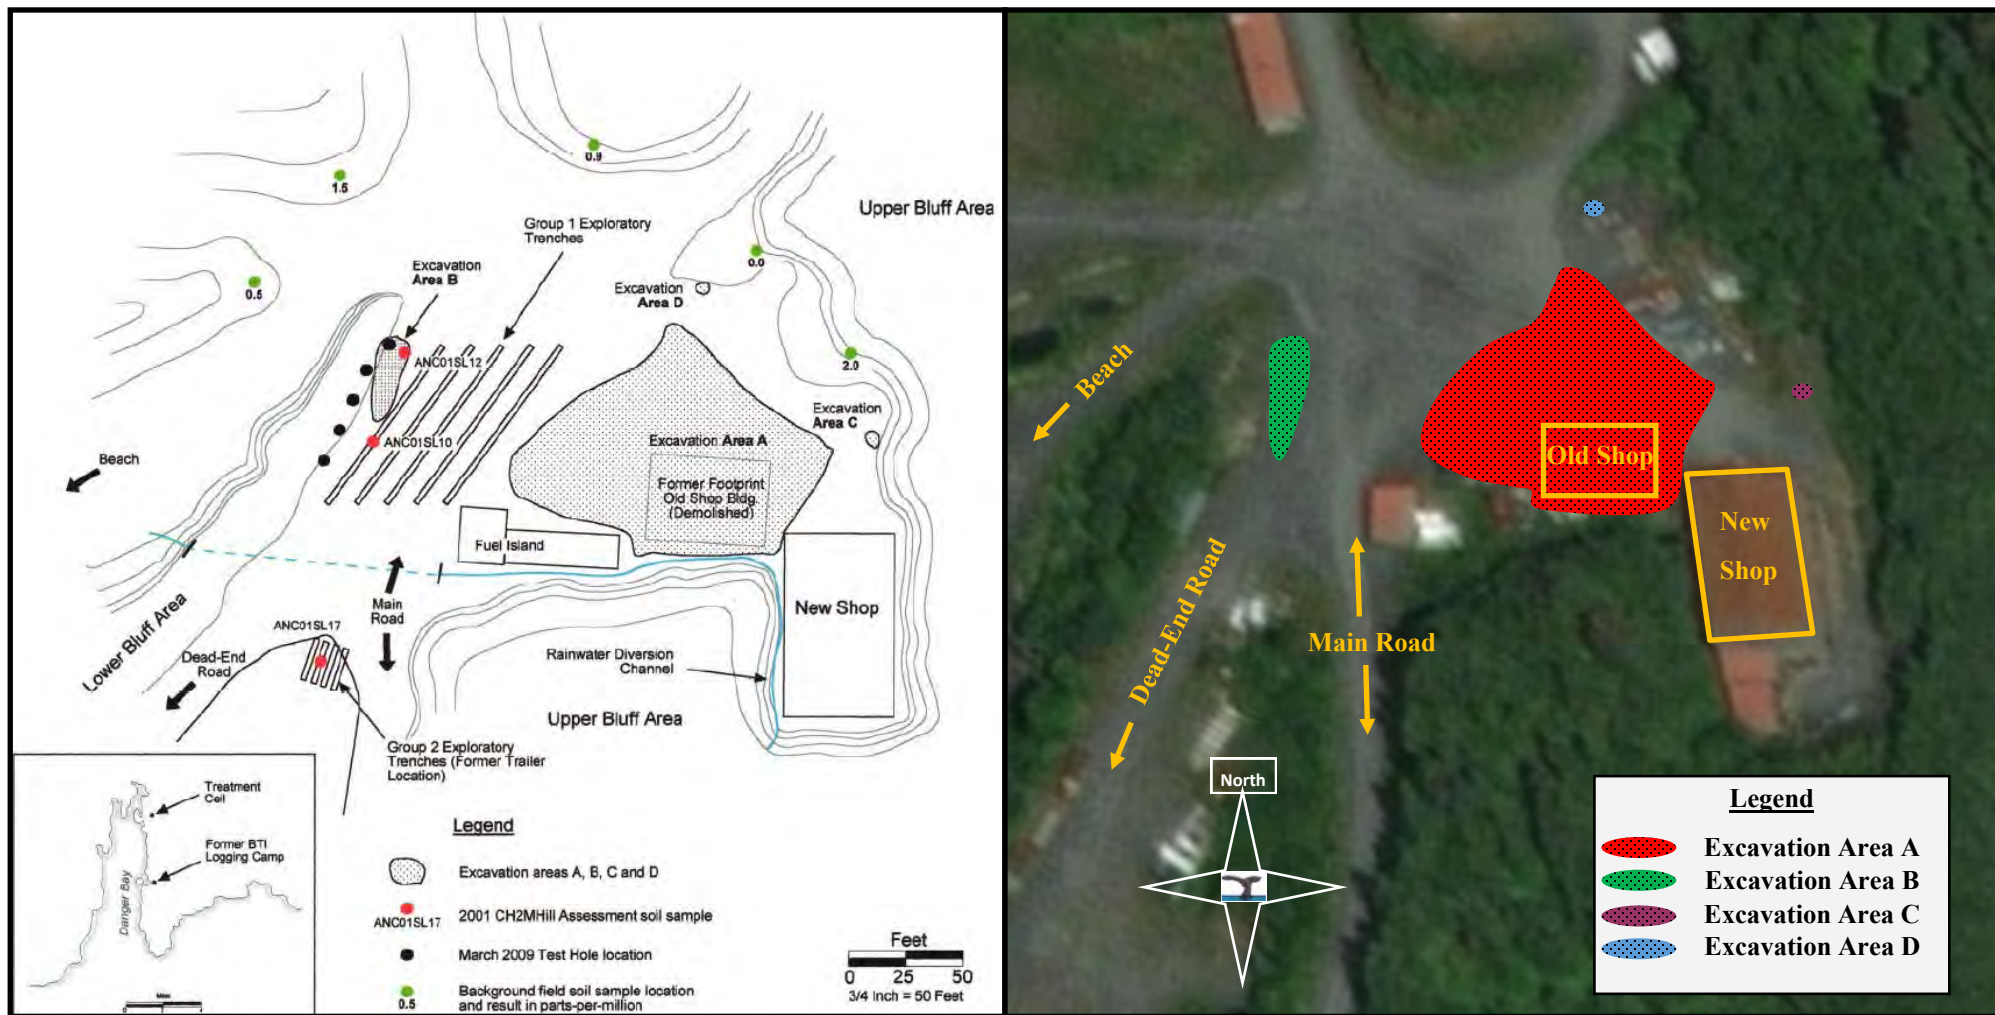 1.5
0.9
Upper Bluff Area
Group 1 Exploratory
Trenches
0.0
0.5
Excavation
Area B
Excavation
Area D
ANC01SL12
2.0
Excavation
Area C
ANC01SL10
Excavation Area A
Beach
Former Footprint
Old Shop Bldg.
(Demolished)
Fuel Island
Main
Road
New Shop
Lower Bluff Area
ANC01SL17
Dead-End
Road
Rainwater Diversion
Channel
Upper Bluff Area
Group 2 Exploratory
Trenches (Former Trailer
Location)
Treatment
Cell
Former BTI
Logging Camp
Danger Bay
Miles
Legend
Excavation areas A, B, C and D
ANC01SL17
2001 CH2MHill Assessment soil sample
March 2009 Test Hole location
0.5
Background field soil sample location
and result in parts-per-million
Feet
0 25 50
3/4 Inch = 50 Feet
Beach
Old Shop
New
Shop
Dead-End Road
Main Road
North
Legend
Excavation Area A
Excavation Area B
Excavation Area C
Excavation Area D